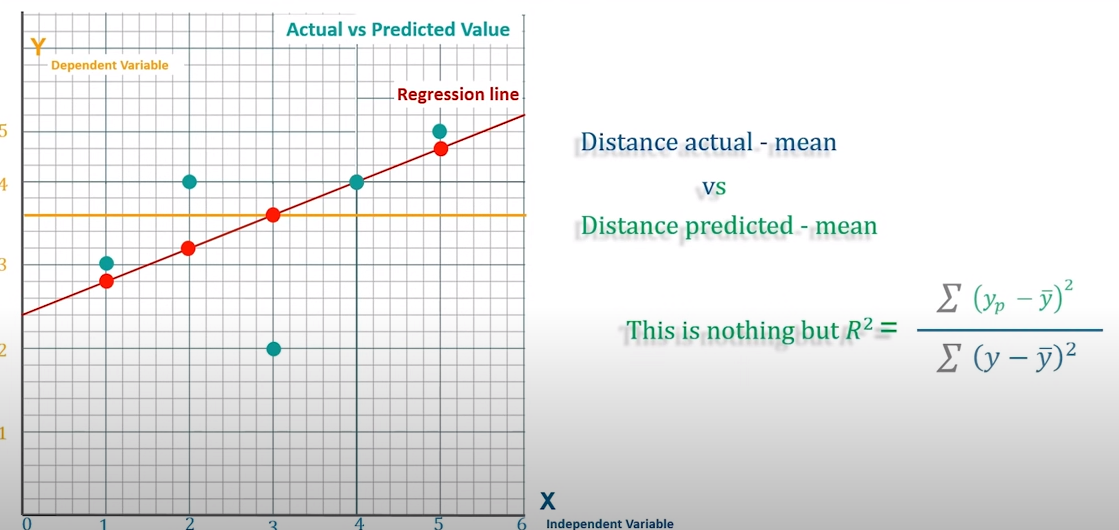 Actual vs Predicted Value
Y
Dependent Variable
Regression line
5
4
3
2
1
0 1 2 3 4 5 6
X
Independent Variable
Distance actual - mean
vs
Distance predicted - mean
This is nothing but R² = Σ (yₚ − ȳ)² / Σ (y − ȳ)²